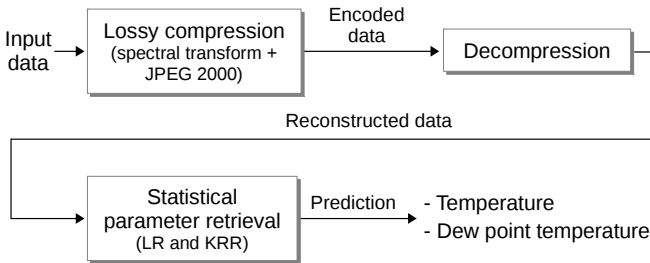 Input
data
Lossy compression
(spectral transform +
JPEG 2000)
Encoded
data
Decompression
Reconstructed data
Statistical
parameter retrieval
(LR and KRR)
Prediction
- Temperature
- Dew point temperature